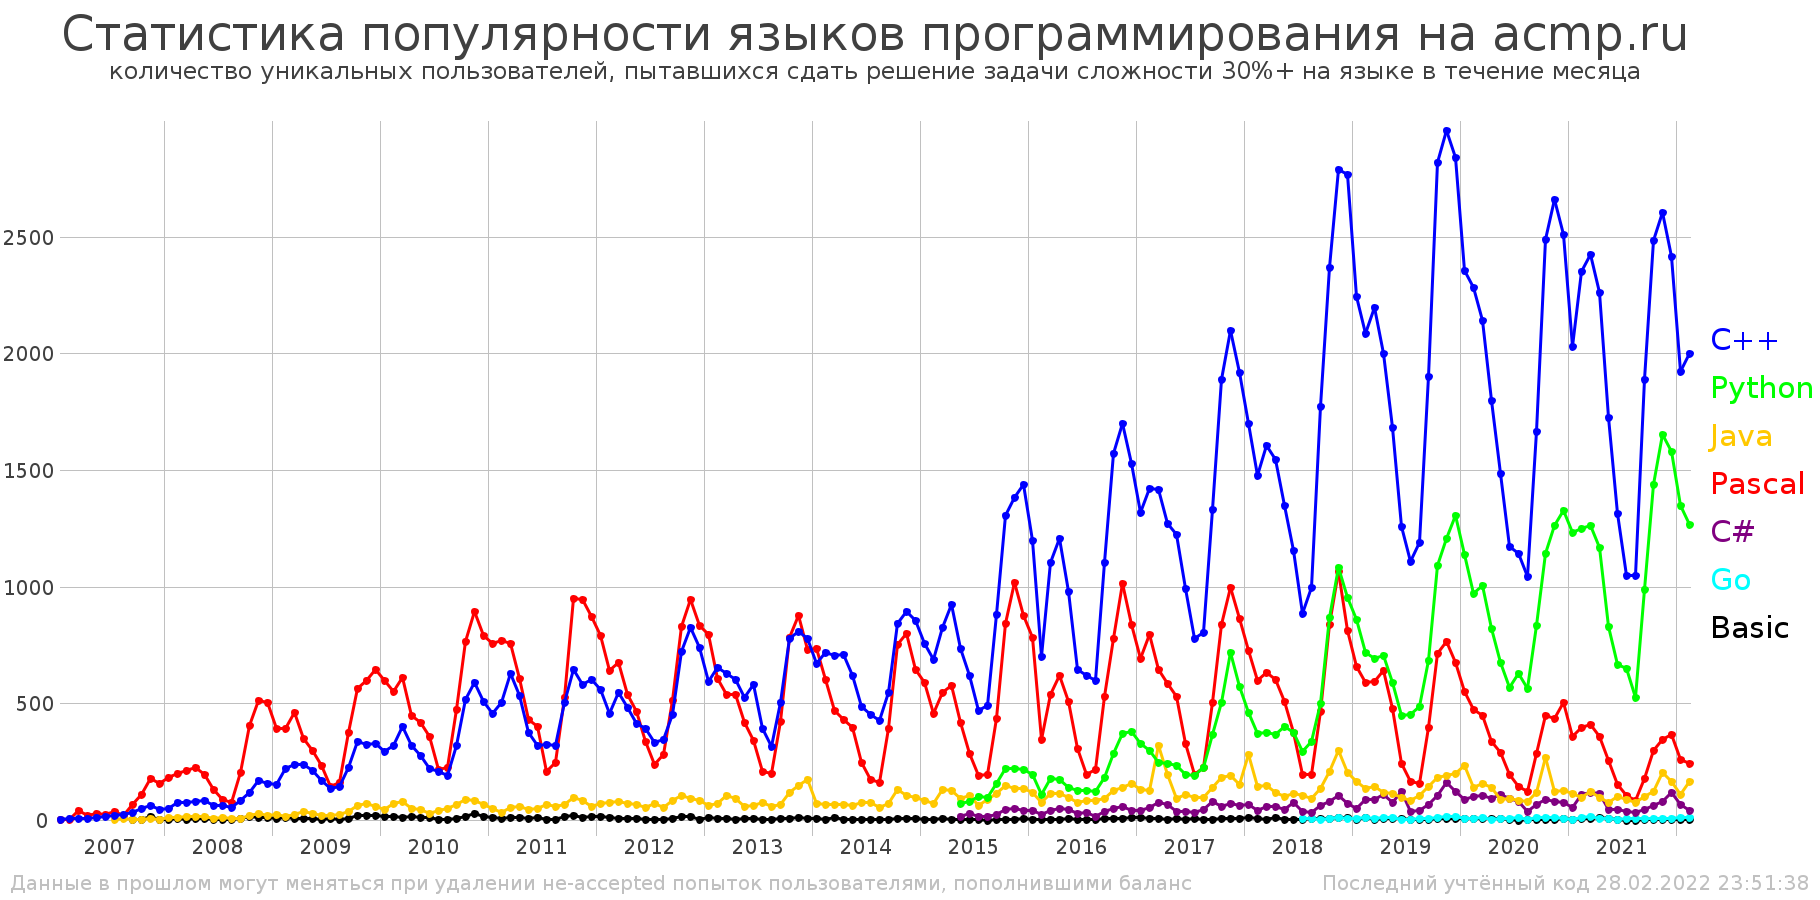 Статистика популярности языков программирования на acmp.ru
количество уникальных пользователей, пытавшихся сдать решение задачи сложности 30%+ на языке в течение месяца
2500
2000
1500
1000
500
0
C++
Python
Java
Pascal
C#
Go
Basic
2007 2008 2009 2010 2011 2012 2013 2014 2015 2016 2017 2018 2019 2020 2021
Данные в прошлом могут меняться при удалении не-accepted попыток пользователями, пополнившими баланс
Последний учтённый код 28.02.2022 23:51:38